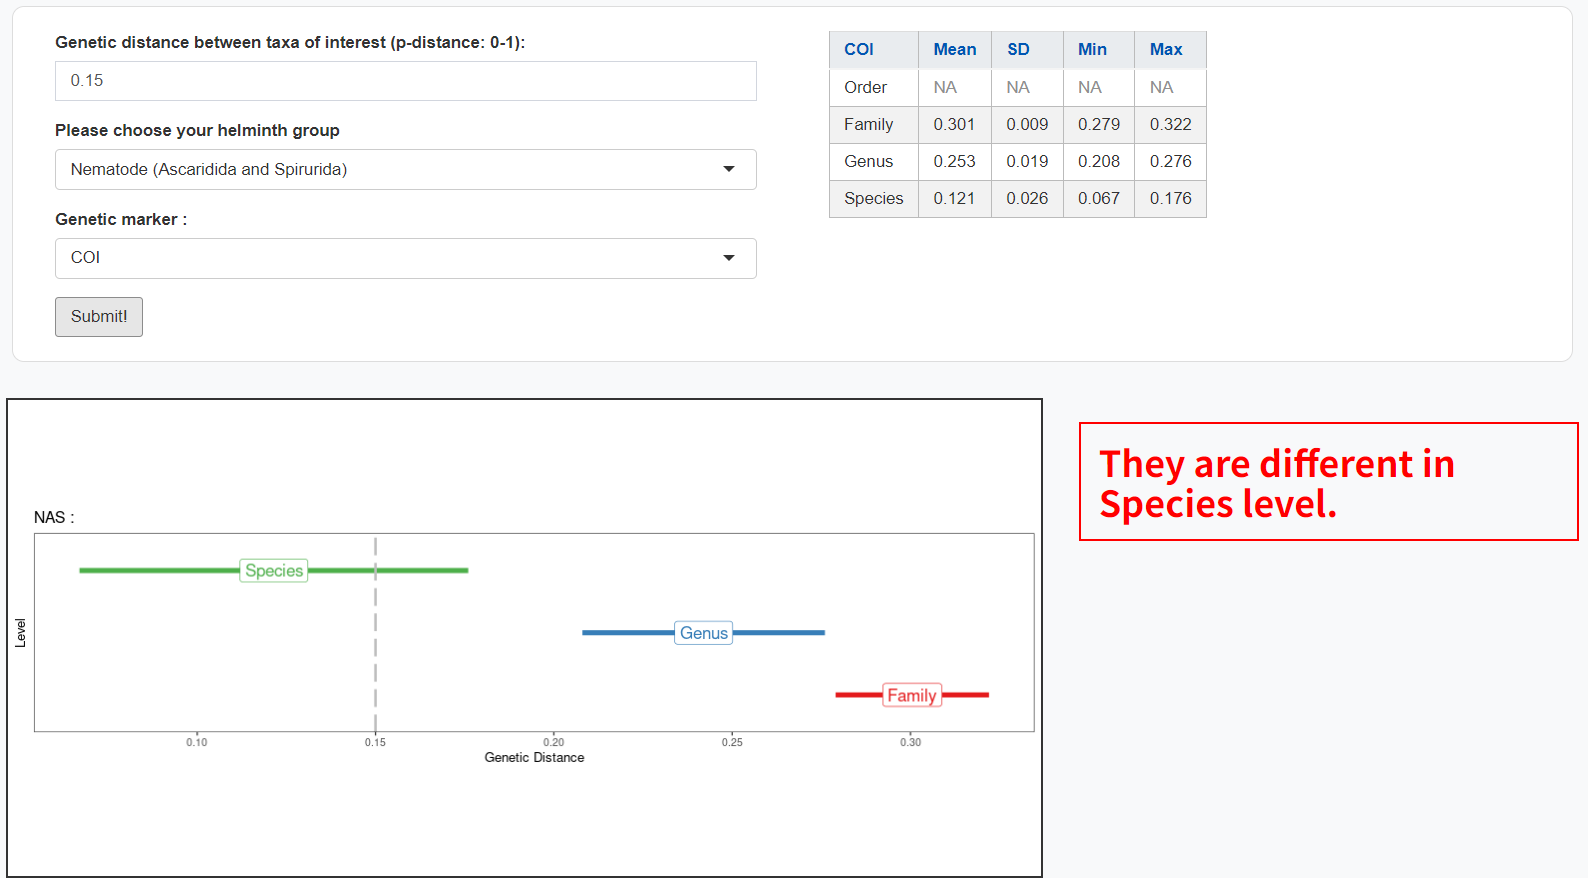 Genetic distance between taxa of interest (p-distance: 0-1):
0.15
Please choose your helminth group
Nematode (Ascaridida and Spirurida)
Genetic marker :
COI
Submit!
COI Mean SD Min Max
Order NA NA NA NA
Family 0.301 0.009 0.279 0.322
Genus 0.253 0.019 0.208 0.276
Species 0.121 0.026 0.067 0.176
NAS :
Level
Species
Genus
Family
0.10 0.15 0.20 0.25 0.30
Genetic Distance
They are different in
Species level.